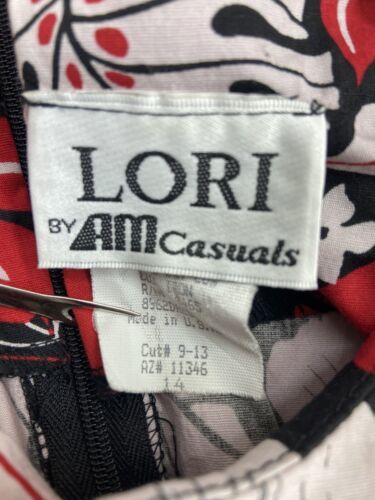 LORI
BY AM Casuals
Made in U.S.A.
Cut# 9-13
AZ# 11346
14